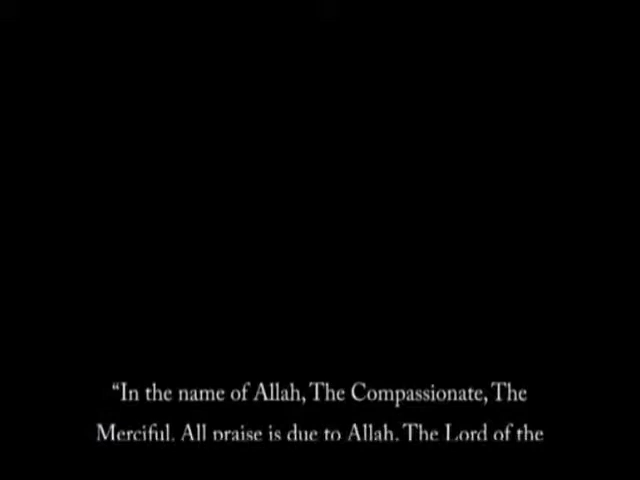 “In the name of Allah, The Compassionate, The
Merciful. All praise is due to Allah. The Lord of the